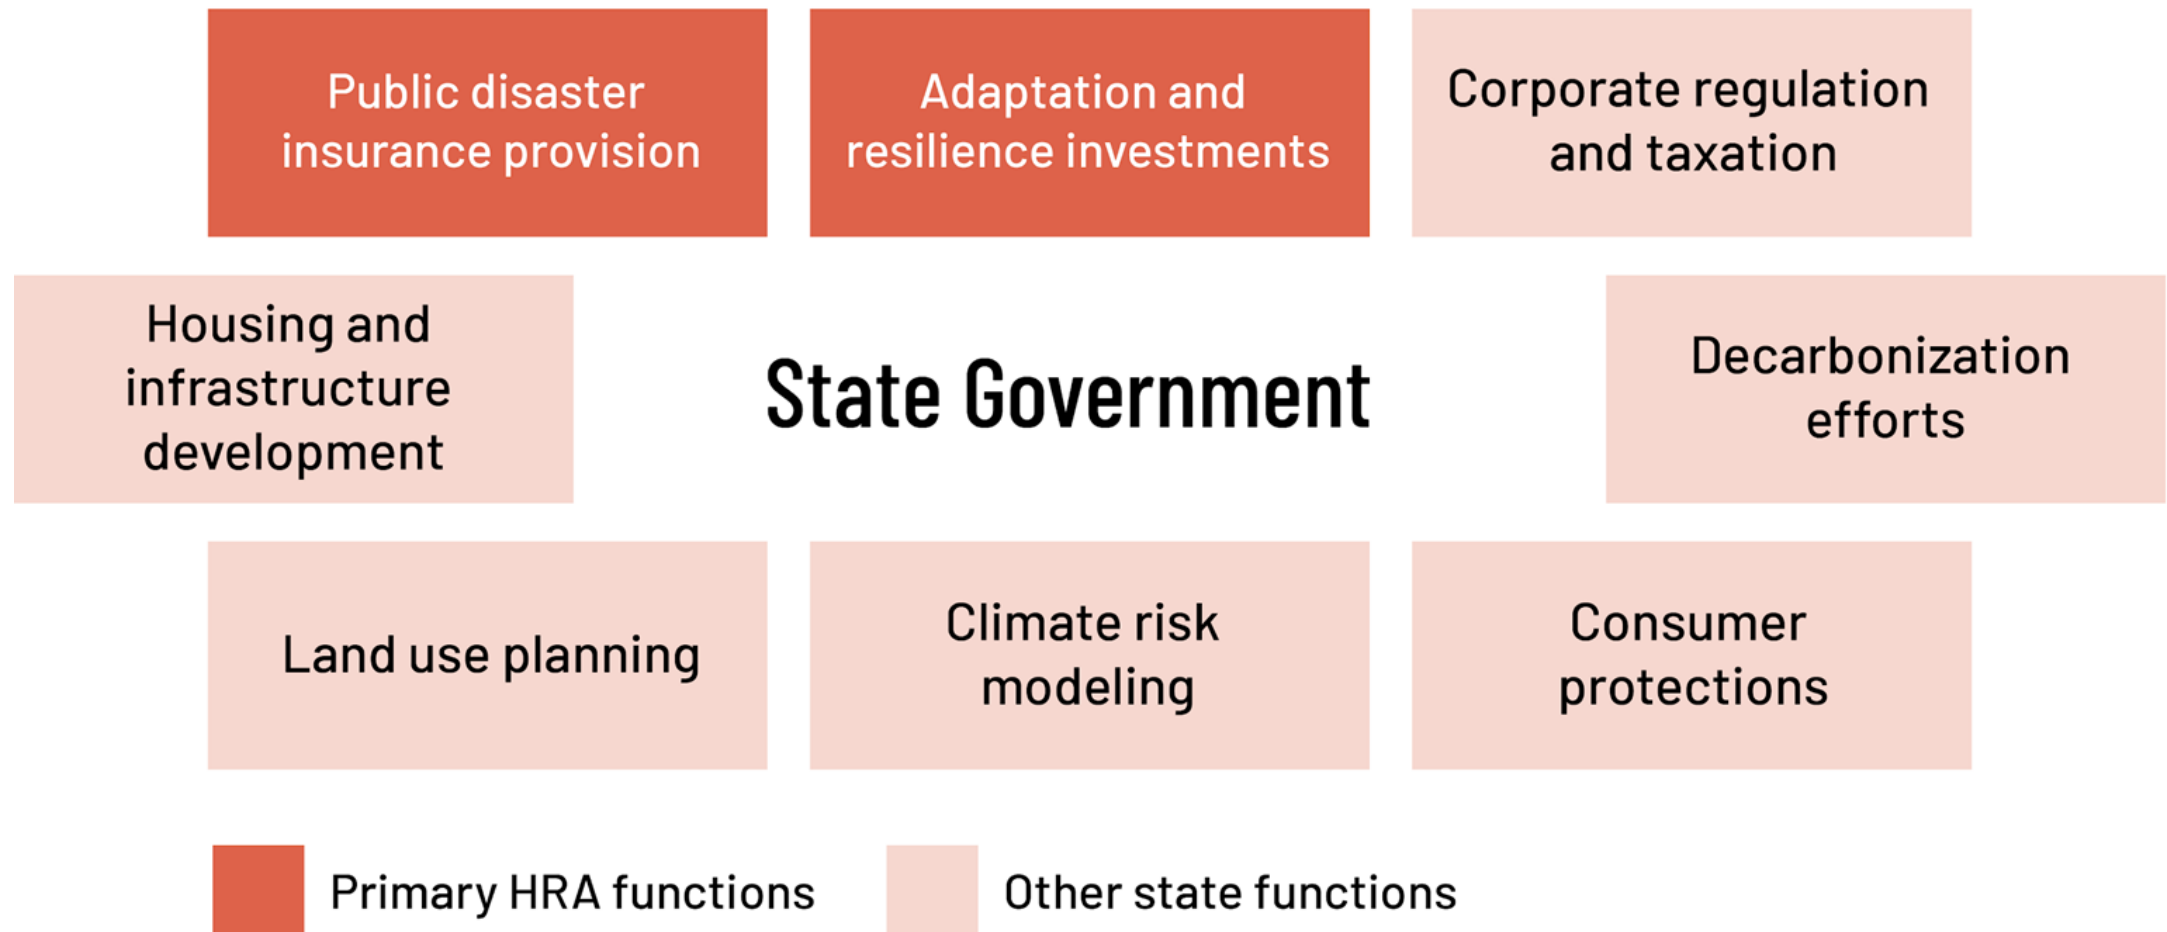 Public disaster
insurance provision
Adaptation and
resilience investments
Corporate regulation
and taxation
Housing and
infrastructure
development
State Government
Decarbonization
efforts
Land use planning
Climate risk
modeling
Consumer
protections
Primary HRA functions
Other state functions